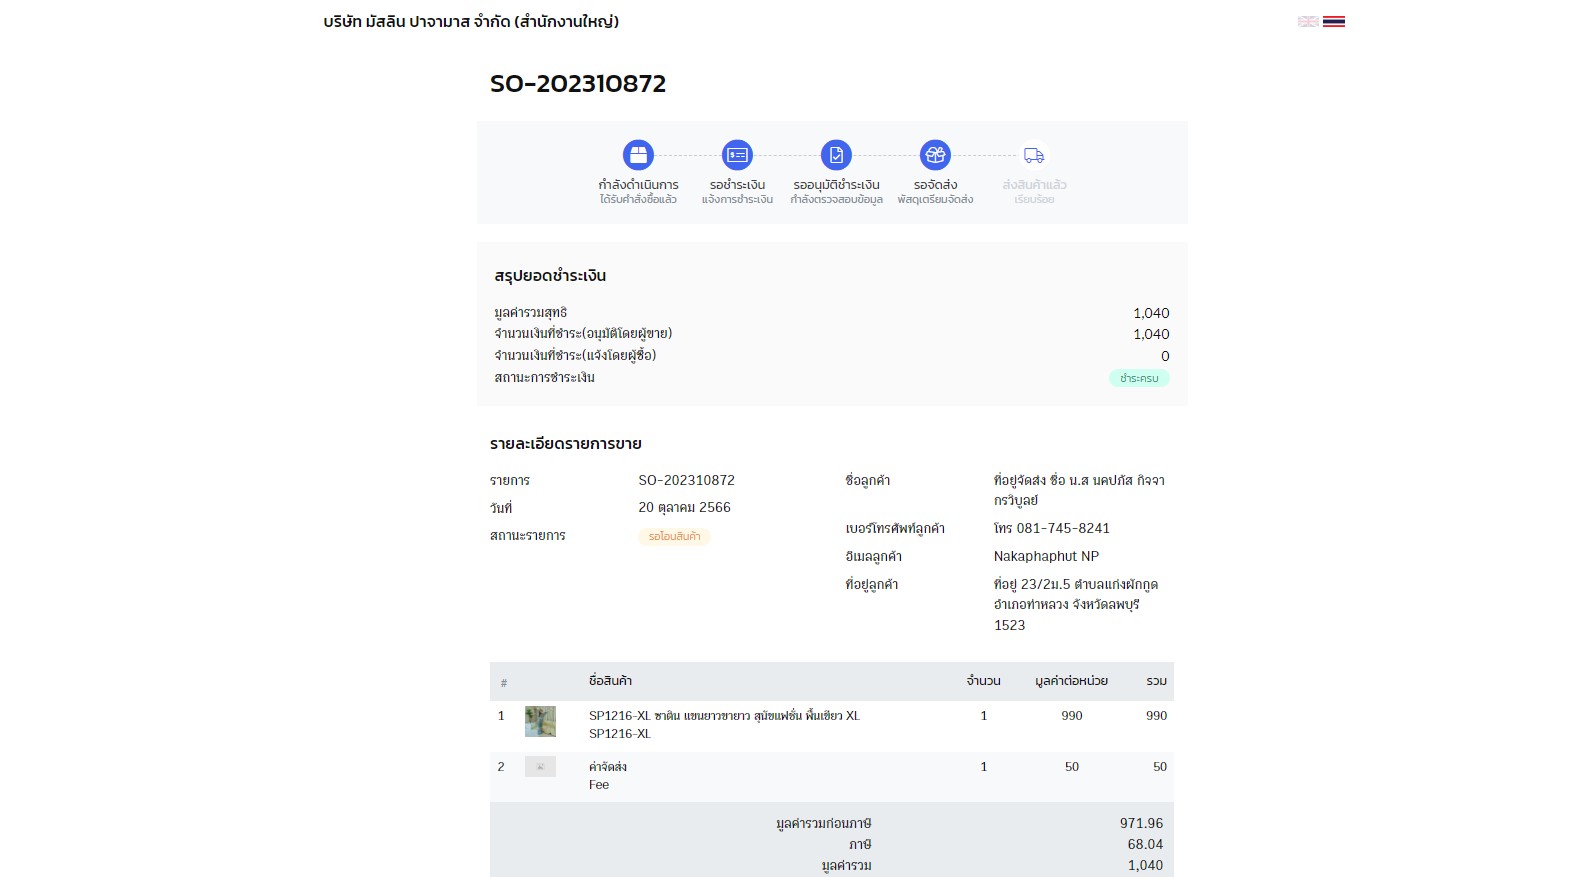 บริษัท มัสลิน ปาจามาส จำกัด (สำนักงานใหญ่)
SO-202310872
กำลังดำเนินการ
ได้รับคำสั่งซื้อแล้ว
รอชำระเงิน
แจ้งการชำระเงิน
รออนุมัติชำระเงิน
กำลังตรวจสอบข้อมูล
รอจัดส่ง
พัสดุเตรียมจัดส่ง
ส่งสินค้าแล้ว
เรียบร้อย
สรุปยอดชำระเงิน
มูลค่ารวมสุทธิ 1,040
จำนวนเงินที่ชำระ(อนุมัติโดยผู้ขาย) 1,040
จำนวนเงินที่ชำระ(แจ้งโดยผู้ซื้อ) 0
สถานะการชำระเงิน ชำระครบ
รายละเอียดรายการขาย
รายการ SO-202310872
วันที่ 20 ตุลาคม 2566
สถานะรายการ รอโอนสินค้า
ชื่อลูกค้า ที่อยู่จัดส่ง ชื่อ น.ส นคปภัส กิจจา
กรวิบูลย์
เบอร์โทรศัพท์ลูกค้า โทร 081-745-8241
อีเมลลูกค้า Nakaphaphut NP
ที่อยู่ลูกค้า ที่อยู่ 23/2ม.5 ตำบลแก่งผักกูด
อำเภอท่าหลวง จังหวัดลพบุรี
1523
# ชื่อสินค้า จำนวน มูลค่าต่อหน่วย รวม
1 SP1216-XL ซาติน แขนยาวขายาว สุนัขแฟชั่น พื้นเขียว XL 1 990 990
SP1216-XL
2 ค่าจัดส่ง 1 50 50
Fee
มูลค่ารวมก่อนภาษี 971.96
ภาษี 68.04
มูลค่ารวม 1,040